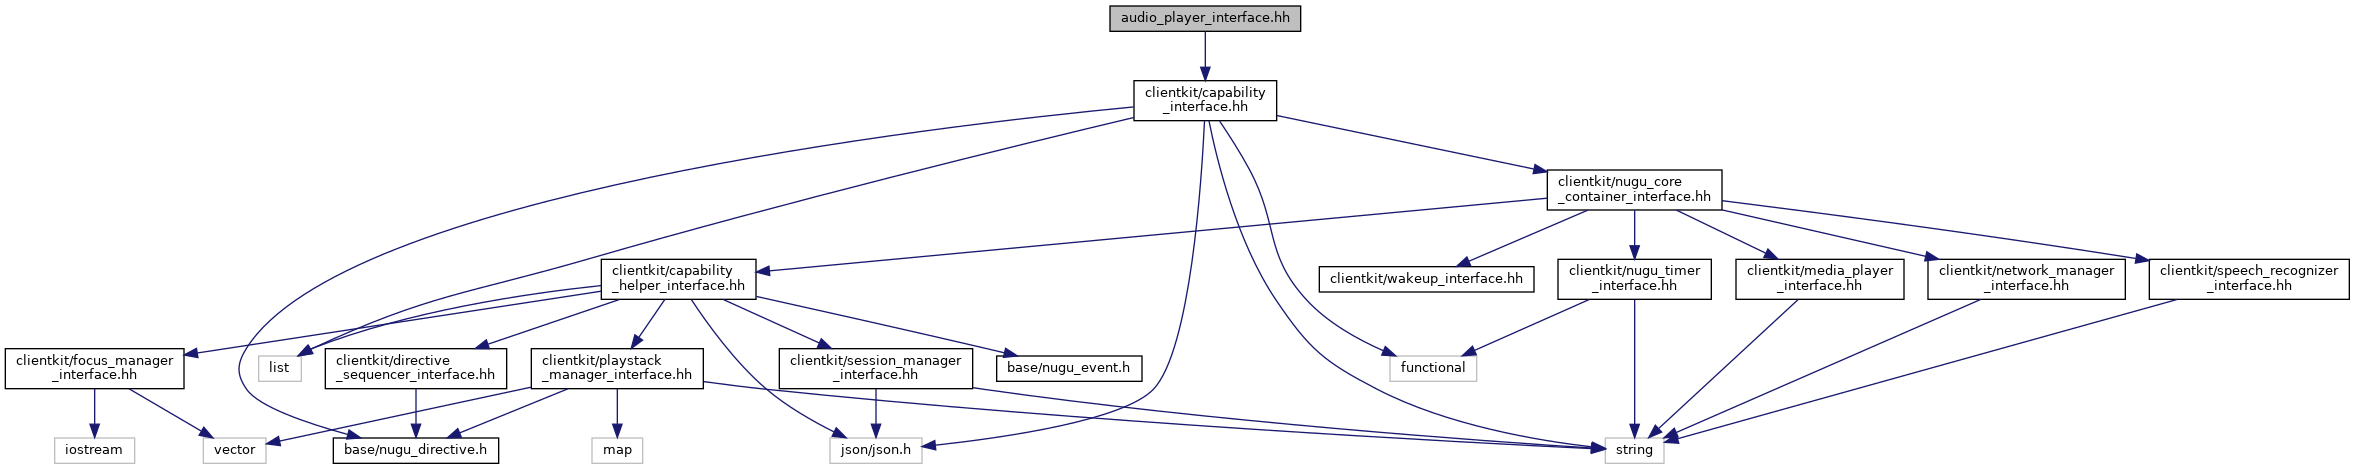 audio_player_interface.hh
clientkit/capability
_interface.hh
clientkit/nugu_core
_container_interface.hh
clientkit/capability
_helper_interface.hh
clientkit/wakeup_interface.hh
clientkit/nugu_timer
_interface.hh
clientkit/media_player
_interface.hh
clientkit/network_manager
_interface.hh
clientkit/speech_recognizer
_interface.hh
clientkit/focus_manager
_interface.hh
list
clientkit/directive
_sequencer_interface.hh
clientkit/playstack
_manager_interface.hh
clientkit/session_manager
_interface.hh
base/nugu_event.h
functional
iostream
vector
base/nugu_directive.h
map
json/json.h
string